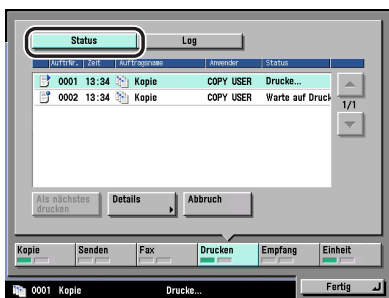 Status Log
AuftrNr. Zeit Auftragsname Anwender Status
0001 13:34 Kopie COPY USER Drucke...
0002 13:34 Kopie COPY USER Warte auf Druck
1/1
Als nächstes
drucken
Details Abbruch
Kopie Senden Fax Drucken Empfang Einheit
0001 Kopie Drucke... Fertig